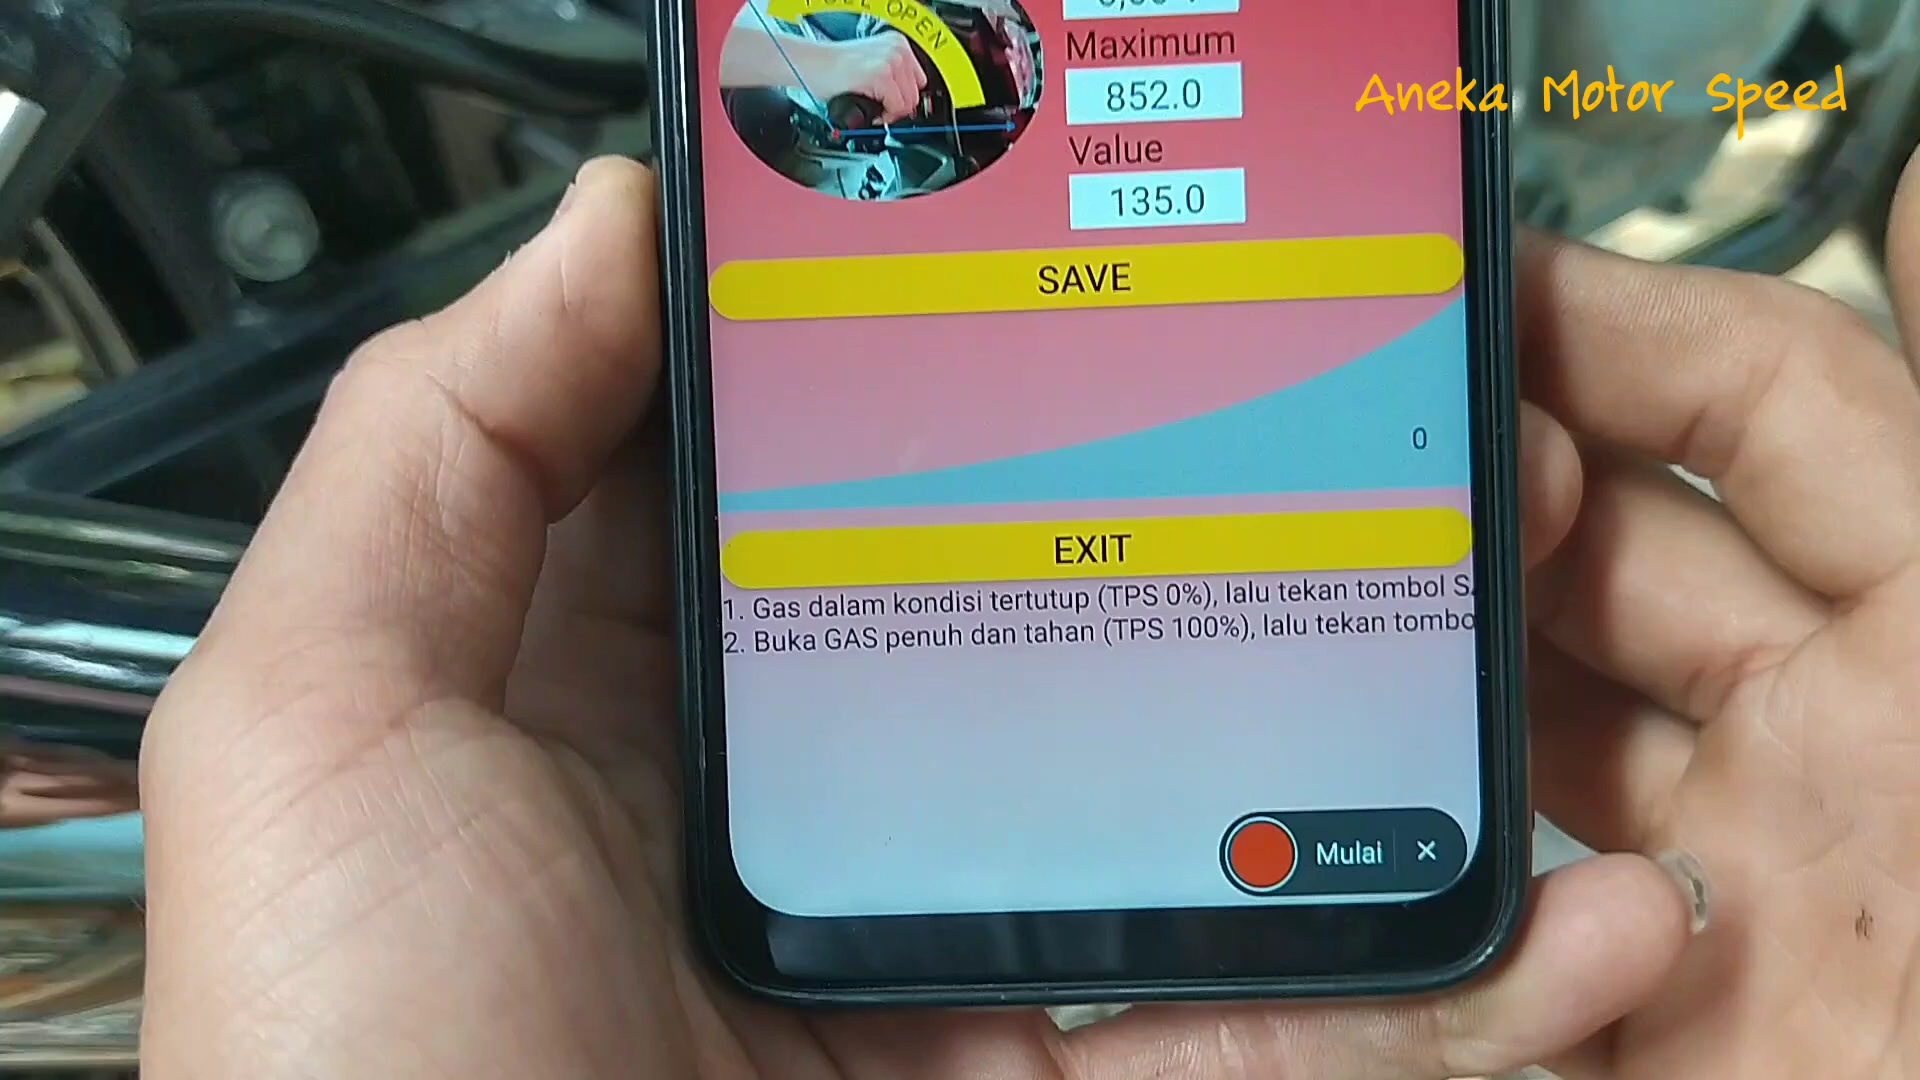 OPEN
Maximum
852.0
Aneka Motor Speed
Value
135.0
SAVE
0
EXIT
1. Gas dalam kondisi tertutup (TPS 0%), lalu tekan tombol
2. Buka GAS penuh dan tahan (TPS 100%), lalu tekan
Mulai ×